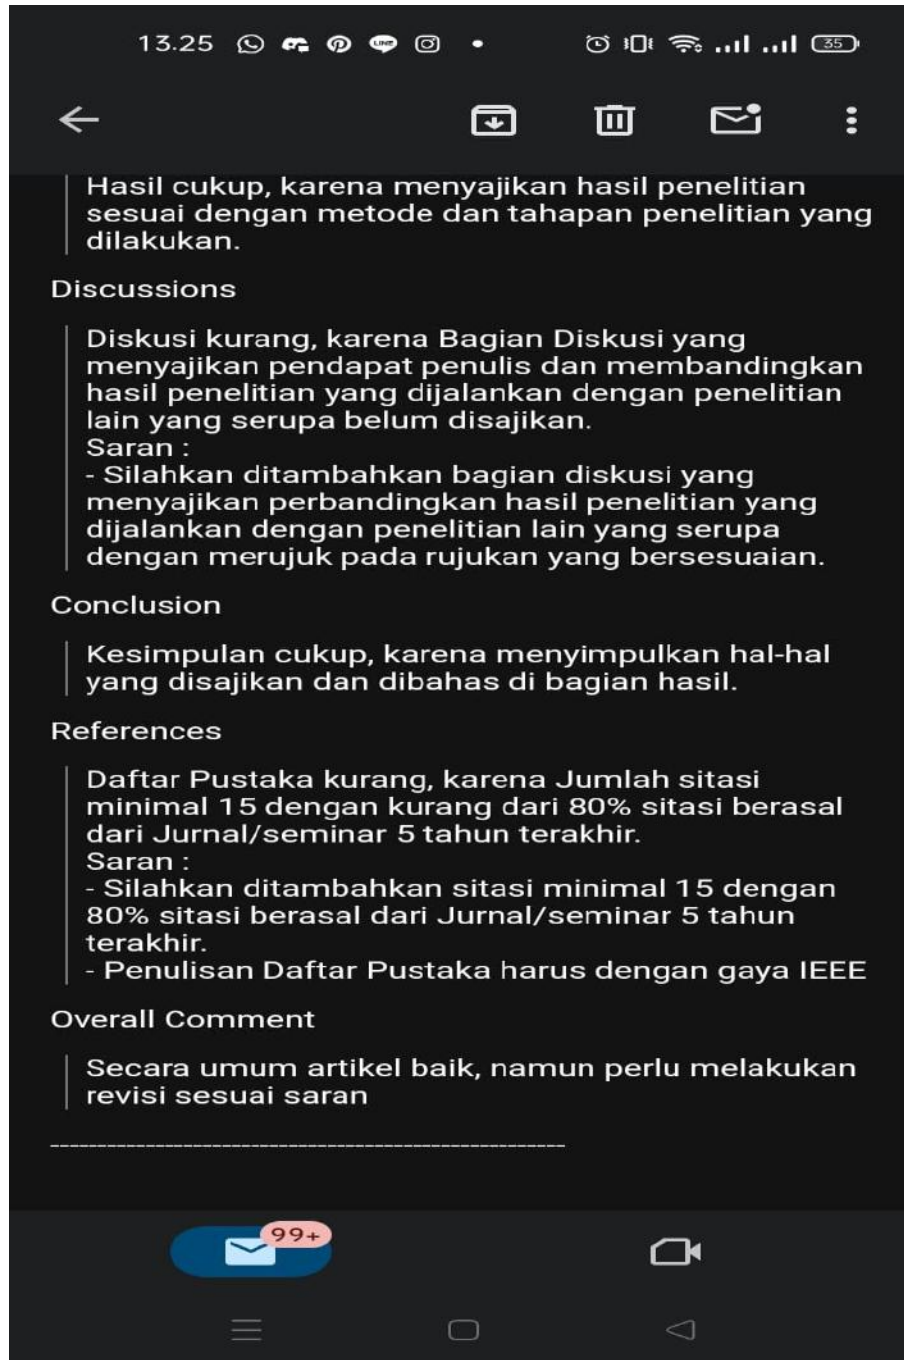 13.25
LINE
35
Hasil cukup, karena menyajikan hasil penelitian
sesuai dengan metode dan tahapan penelitian yang
dilakukan.
Discussions
Diskusi kurang, karena Bagian Diskusi yang
menyajikan pendapat penulis dan membandingkan
hasil penelitian yang dijalankan dengan penelitian
lain yang serupa belum disajikan.
Saran :
- Silahkan ditambahkan bagian diskusi yang
menyajikan perbandingkan hasil penelitian yang
dijalankan dengan penelitian lain yang serupa
dengan merujuk pada rujukan yang bersesuaian.
Conclusion
Kesimpulan cukup, karena menyimpulkan hal-hal
yang disajikan dan dibahas di bagian hasil.
References
Daftar Pustaka kurang, karena Jumlah sitasi
minimal 15 dengan kurang dari 80% sitasi berasal
dari Jurnal/seminar 5 tahun terakhir.
Saran :
- Silahkan ditambahkan sitasi minimal 15 dengan
80% sitasi berasal dari Jurnal/seminar 5 tahun
terakhir.
- Penulisan Daftar Pustaka harus dengan gaya IEEE
Overall Comment
Secara umum artikel baik, namun perlu melakukan
revisi sesuai saran
------------------------------------------------------
99+